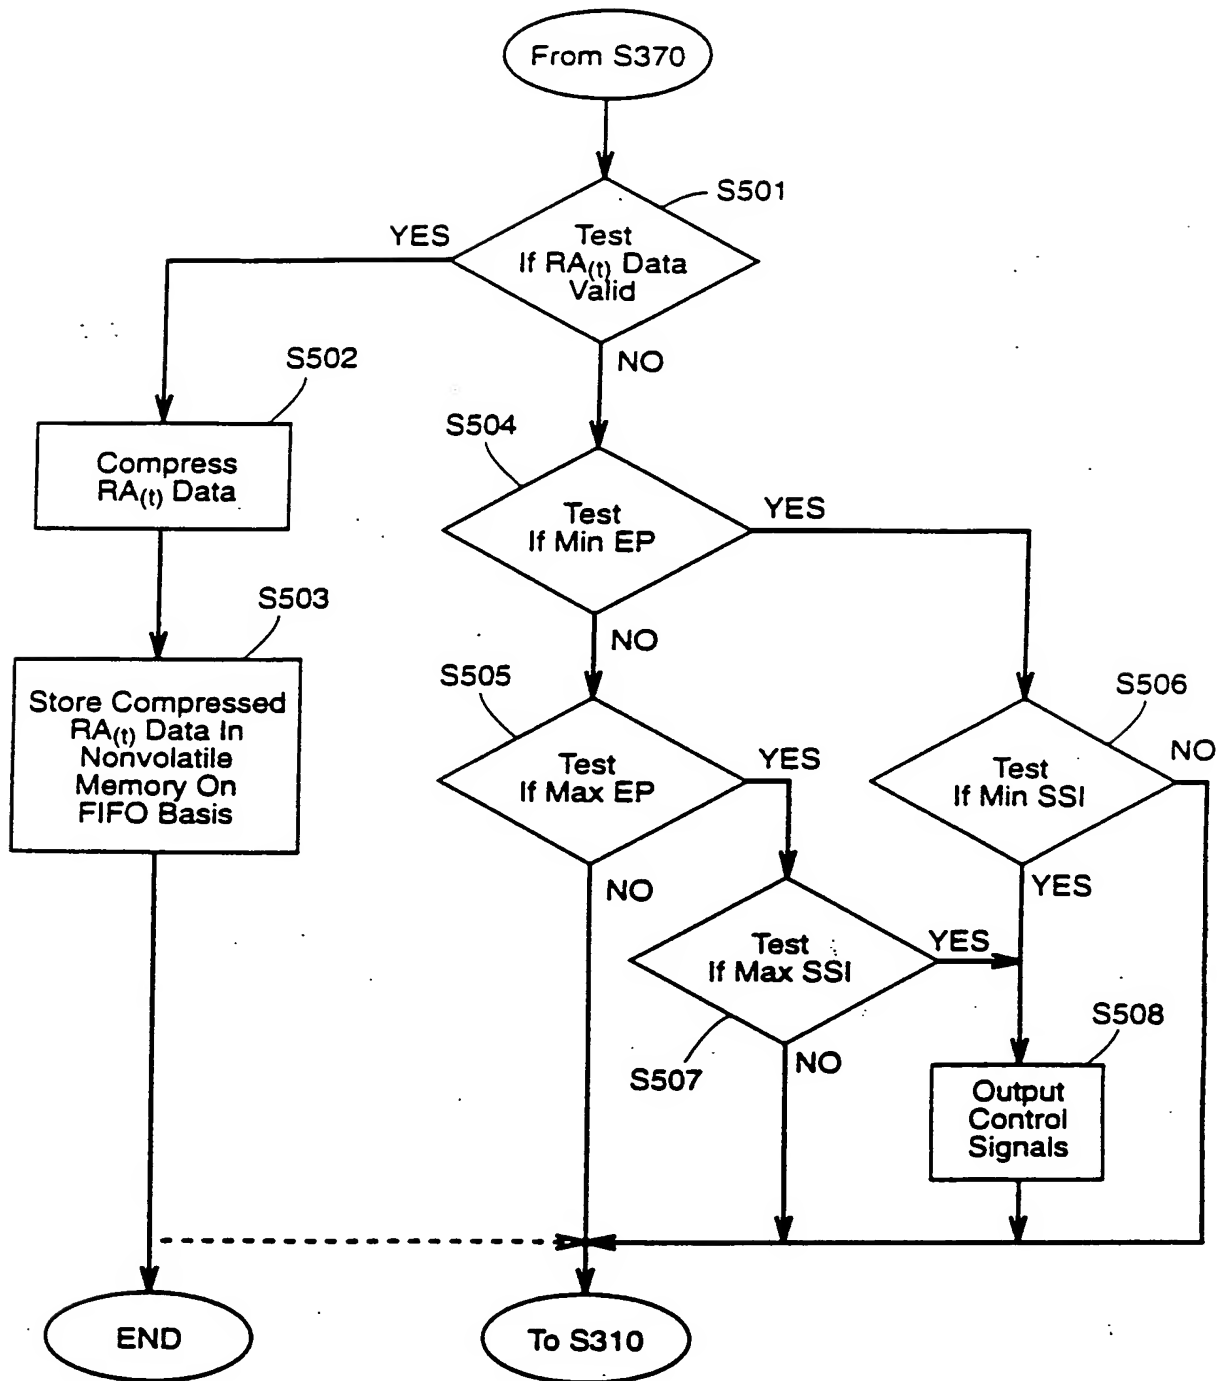 From S370
S501
YES
Test
If RA(t) Data
Valid
NO
S502
Compress
RA(t) Data
S504
Test
If Min EP
YES
NO
S503
Store Compressed
RA(t) Data In
Nonvolatile
Memory On
FIFO Basis
S505
Test
If Max EP
YES
NO
S506
Test
If Min SSI
NO
YES
Test
If Max SSI
YES
S507
NO
S508
Output
Control
Signals
END
To S310